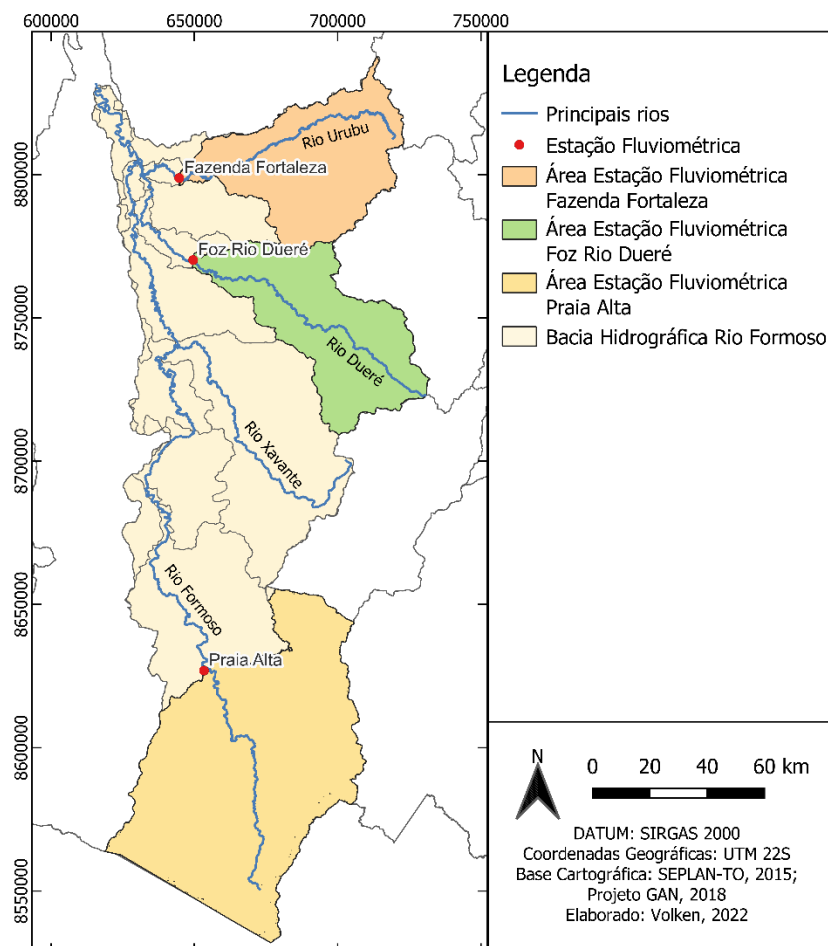 600000
650000
700000
750000
8800000
8750000
8700000
8650000
8600000
8550000
Rio Urubu
Fazenda Fortaleza
Foz Rio Dueré
Rio Dueré
Rio Xavante
Rio Formoso
Praia Alta
Legenda
Principais rios
Estação Fluviométrica
Área Estação Fluviométrica
Fazenda Fortaleza
Área Estação Fluviométrica
Foz Rio Dueré
Área Estação Fluviométrica
Praia Alta
Bacia Hidrográfica Rio Formoso
N
0 20 40 60 km
DATUM: SIRGAS 2000
Coordenadas Geográficas: UTM 22S
Base Cartográfica: SEPLAN-TO, 2015;
Projeto GAN, 2018
Elaborado: Volken, 2022